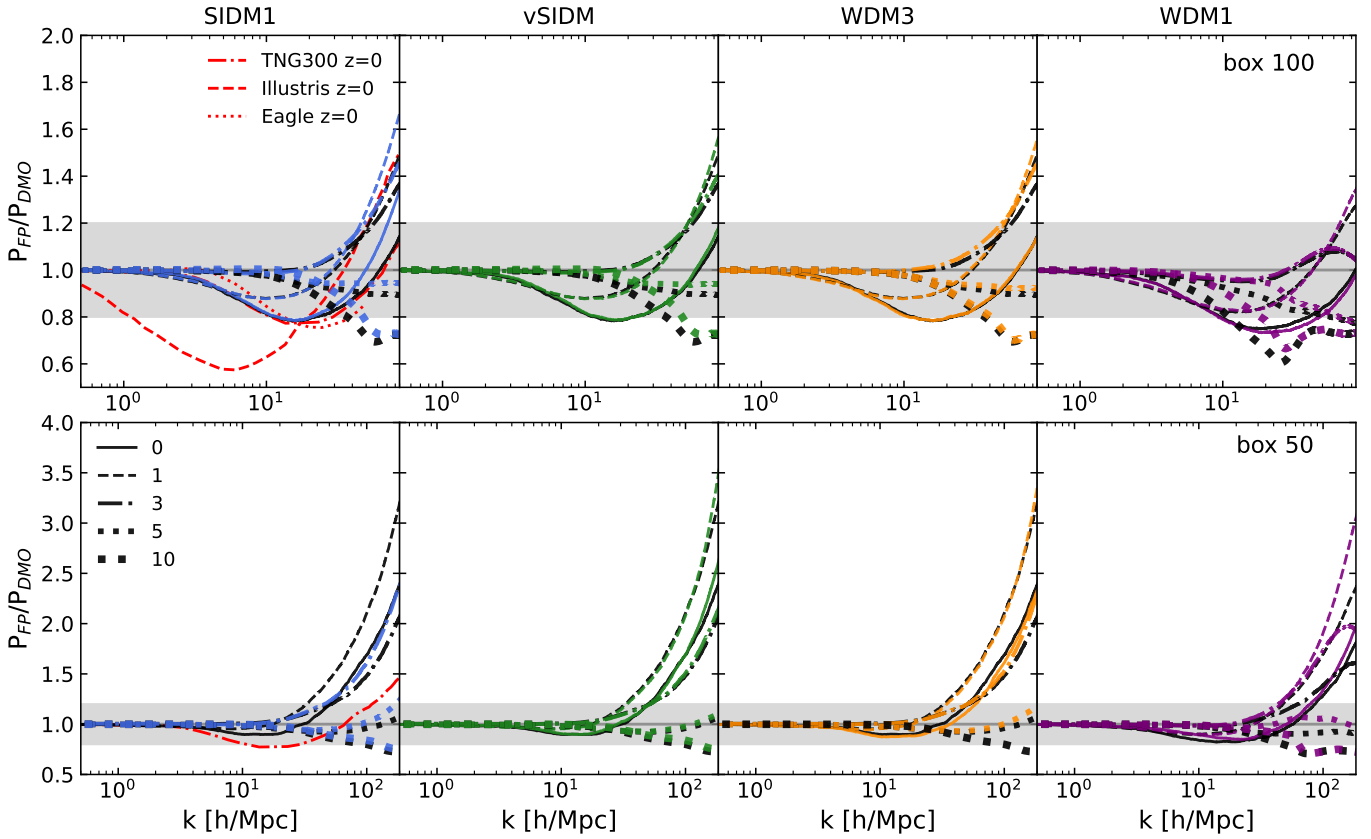 SIDM1 vSIDM WDM3 WDM1
2.0
1.8
1.6
1.4
1.2
1.0
0.8
0.6
P_FP/P_DMO
TNG300 z=0
Illustris z=0
Eagle z=0
box 100
10^0 10^1 10^0 10^1 10^0 10^1 10^0 10^1
4.0
3.5
3.0
2.5
2.0
1.5
1.0
0.5
P_FP/P_DMO
0
1
3
5
10
box 50
10^0 10^1 10^2 10^0 10^1 10^2 10^0 10^1 10^2 10^0 10^1 10^2
k [h/Mpc] k [h/Mpc] k [h/Mpc] k [h/Mpc]